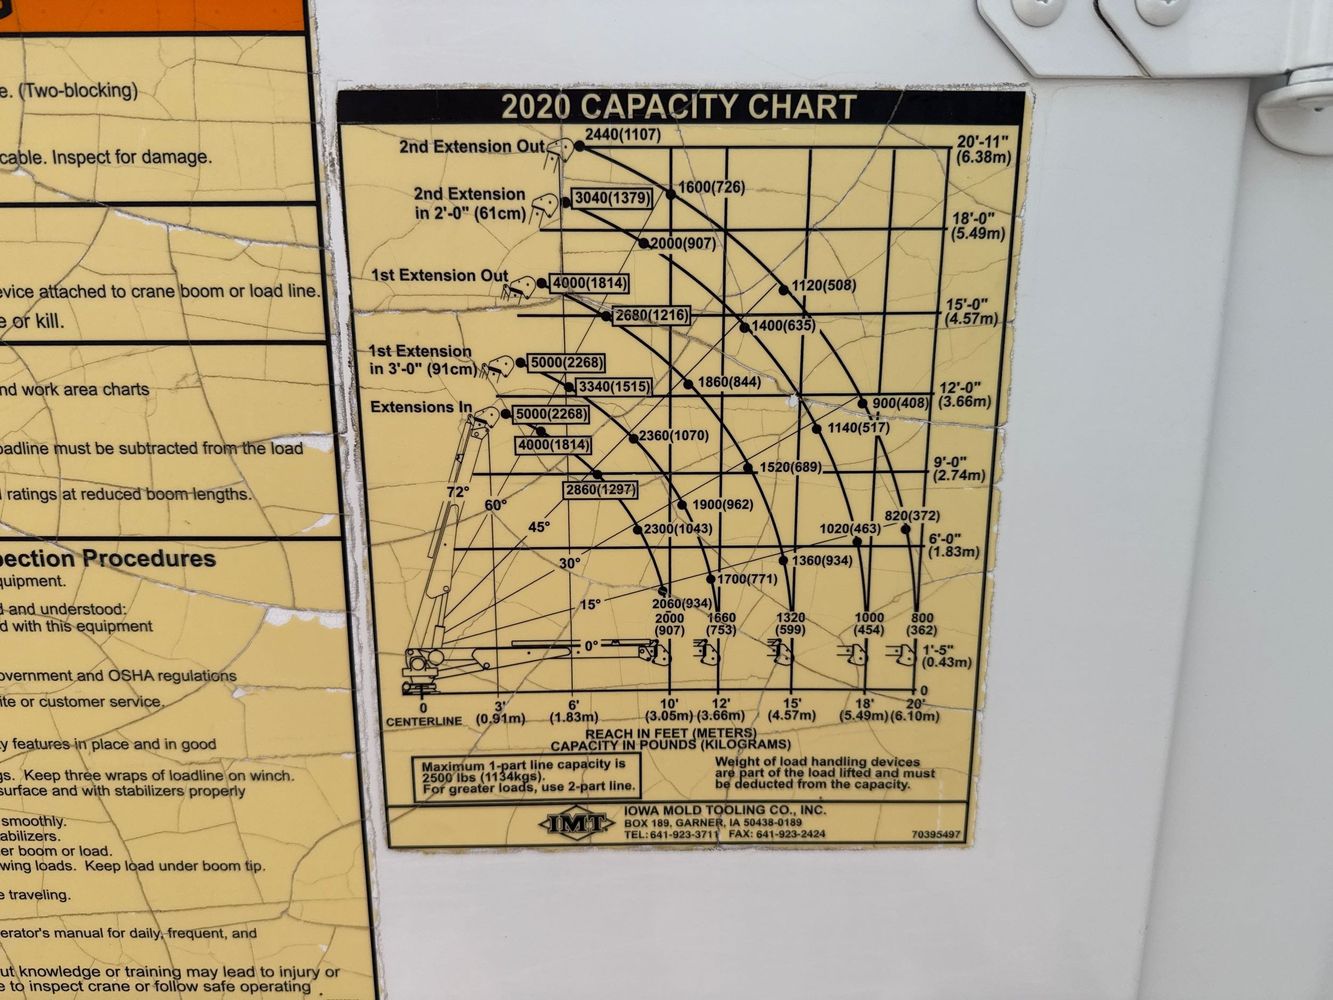 e. (Two-blocking)
cable. Inspect for damage.
evice attached to crane boom or load line.
e or kill.
nd work area charts
oadline must be subtracted from the load
ratings at reduced boom lengths.
pection Procedures
quipment.
d and understood:
d with this equipment
overnment and OSHA regulations
ite or customer service.
y features in place and in good
gs. Keep three wraps of loadline on winch.
surface and with stabilizers properly
smoothly.
abilizers.
er boom or load.
wing loads. Keep load under boom tip.
e traveling.
erator's manual for daily, frequent, and
ut knowledge or training may lead to injury or
e to inspect crane or follow safe operating
2020 CAPACITY CHART
2440(1107)
2nd Extension Out
20'-11"
(6.38m)
1600(726)
2nd Extension
in 2'-0" (61cm)
3040(1379)
18'-0"
(5.49m)
2000(907)
1st Extension Out
4000(1814)
1120(508)
15'-0"
(4.57m)
2680(1216)
1400(635)
1st Extension
in 3'-0" (91cm)
5000(2268)
3340(1515)
1860(844)
12'-0"
(3.66m)
900(408)
Extensions In
5000(2268)
4000(1814)
2360(1070)
1140(517)
9'-0"
(2.74m)
1520(689)
72°
60°
2860(1297)
1900(962)
820(372)
45°
2300(1043)
1020(463)
6'-0"
(1.83m)
30°
1360(934)
1700(771)
15°
2060(934)
2000
(907)
1660
(753)
1320
(599)
1000
(454)
800
(362)
0°
1'-5"
(0.43m)
0
0
CENTERLINE
3'
(0.91m)
6'
(1.83m)
10'
(3.05m)
12'
(3.66m)
15'
(4.57m)
18'
(5.49m)
20'
(6.10m)
REACH IN FEET (METERS)
CAPACITY IN POUNDS (KILOGRAMS)
Maximum 1-part line capacity is
2500 lbs (1134kgs).
For greater loads, use 2-part line.
Weight of load handling devices
are part of the load lifted and must
be deducted from the capacity.
IMT
IOWA MOLD TOOLING CO., INC.
BOX 189, GARNER, IA 50438-0189
TEL: 641-923-3711 FAX: 641-923-2424
70395497